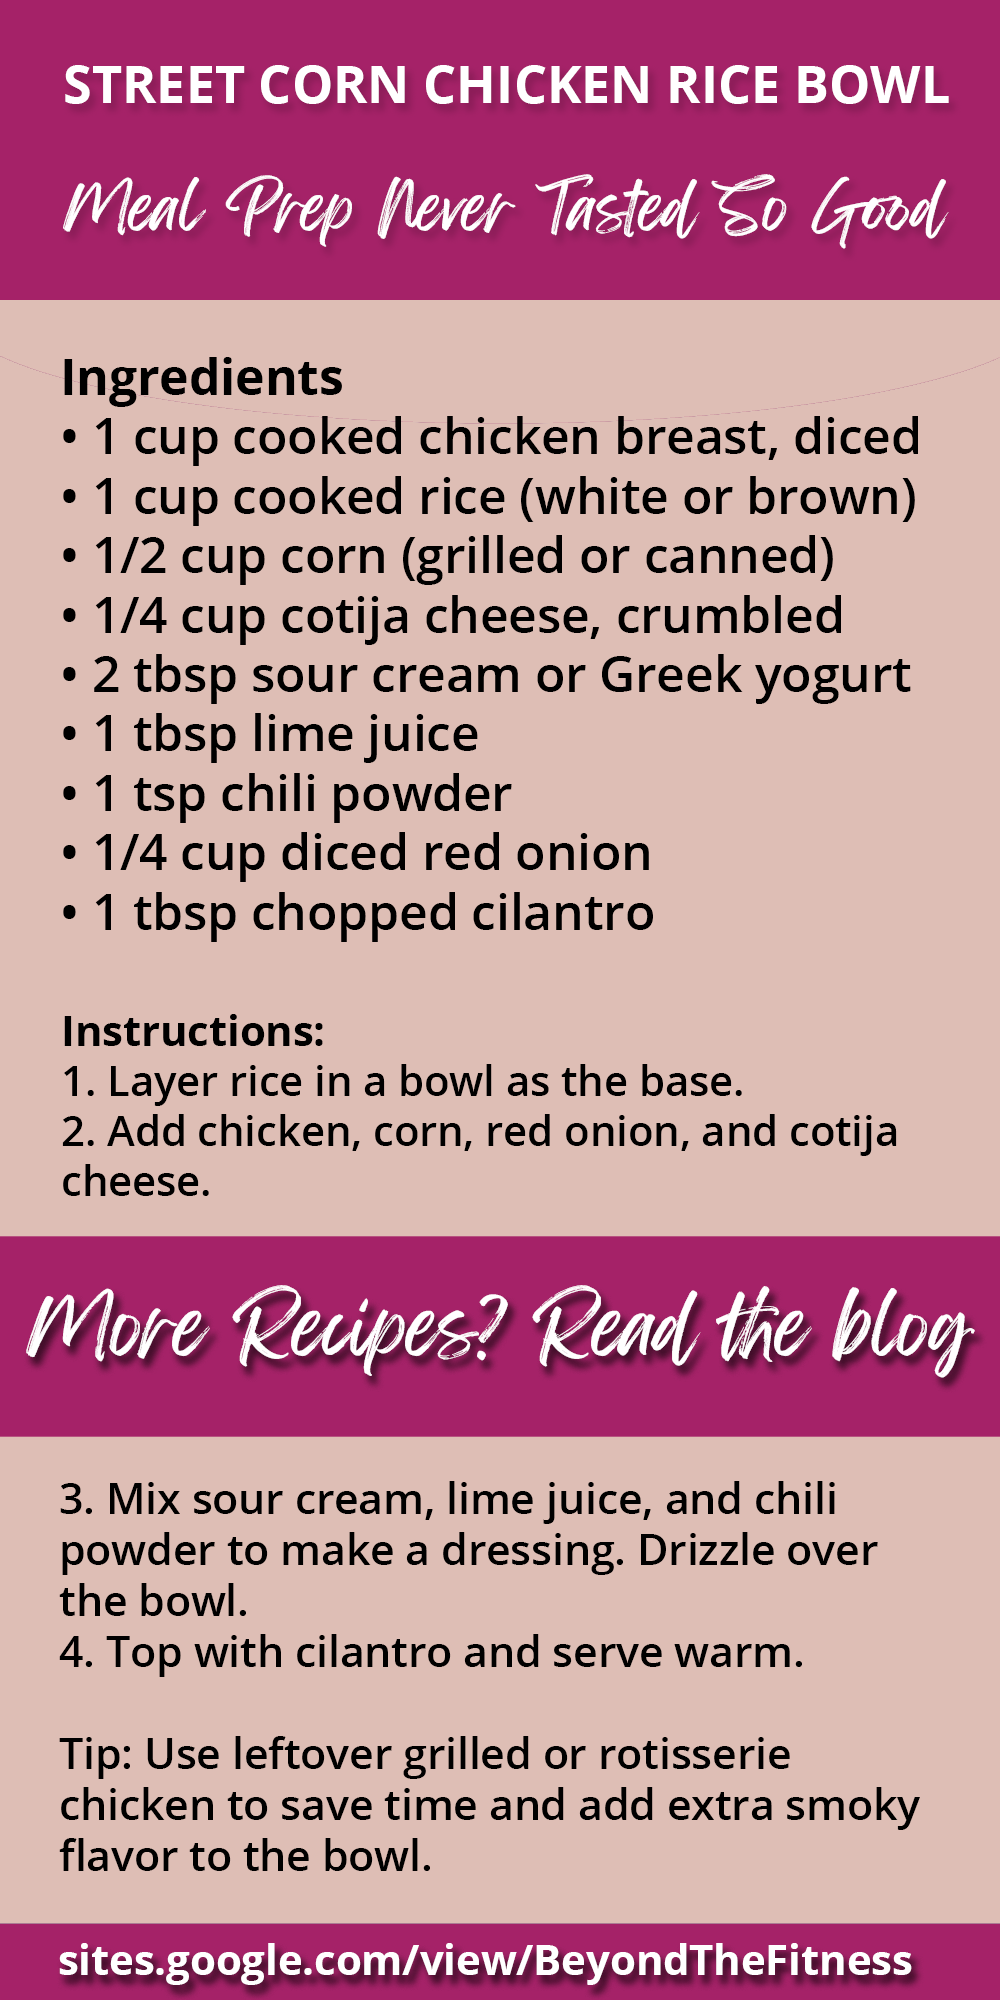 STREET CORN CHICKEN RICE BOWL
Meal Prep Never Tasted So Good
Ingredients
• 1 cup cooked chicken breast, diced
• 1 cup cooked rice (white or brown)
• 1/2 cup corn (grilled or canned)
• 1/4 cup cotija cheese, crumbled
• 2 tbsp sour cream or Greek yogurt
• 1 tbsp lime juice
• 1 tsp chili powder
• 1/4 cup diced red onion
• 1 tbsp chopped cilantro
Instructions:
1. Layer rice in a bowl as the base.
2. Add chicken, corn, red onion, and cotija
cheese.
More Recipes? Read the blog
3. Mix sour cream, lime juice, and chili
powder to make a dressing. Drizzle over
the bowl.
4. Top with cilantro and serve warm.
Tip: Use leftover grilled or rotisserie
chicken to save time and add extra smoky
flavor to the bowl.
sites.google.com/view/BeyondTheFitness